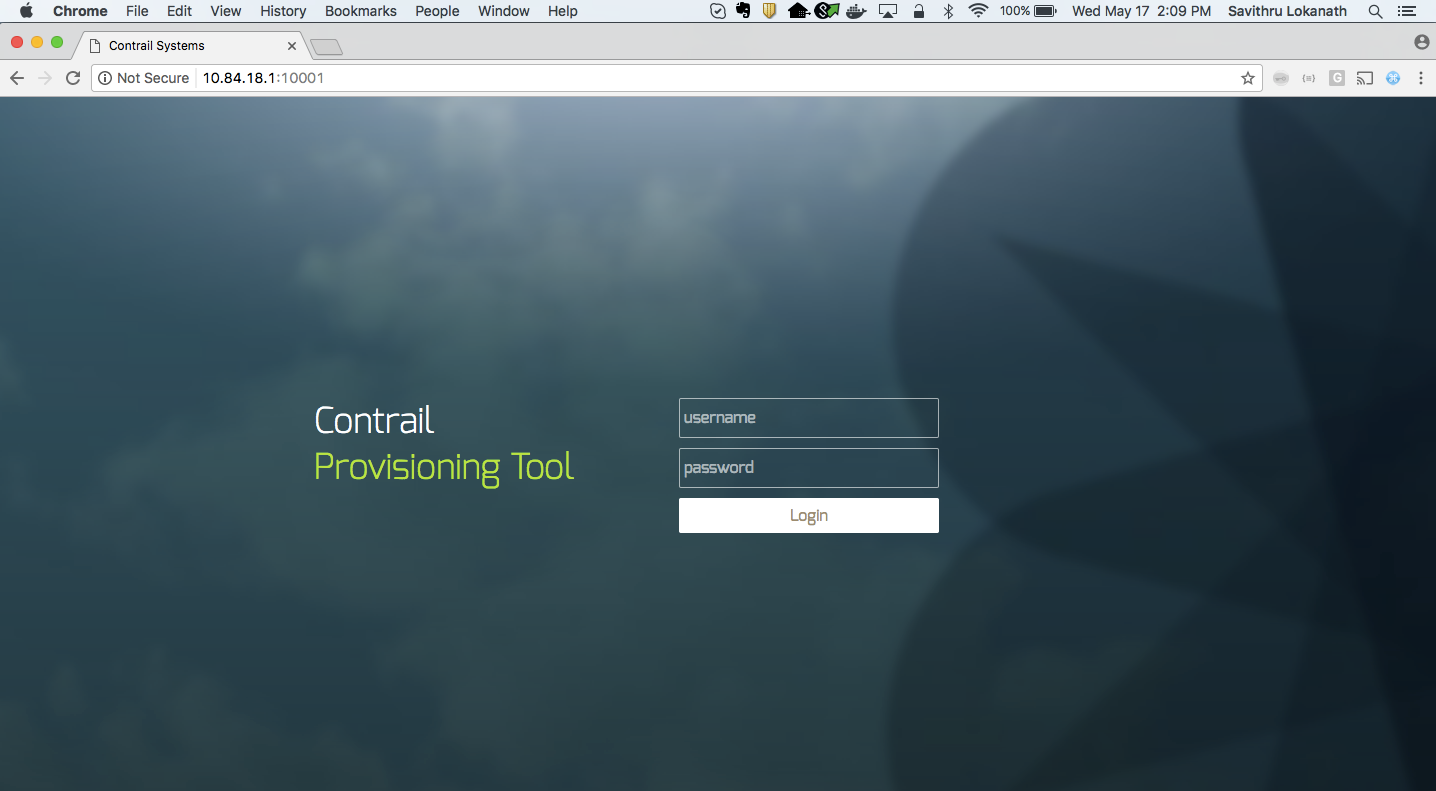 Chrome File Edit View History Bookmarks People Window Help 100% Wed May 17 2:09 PM Savithru Lokanath
Contrail Systems
Not Secure 10.84.18.1:10001
Contrail
Provisioning Tool
username
password
Login